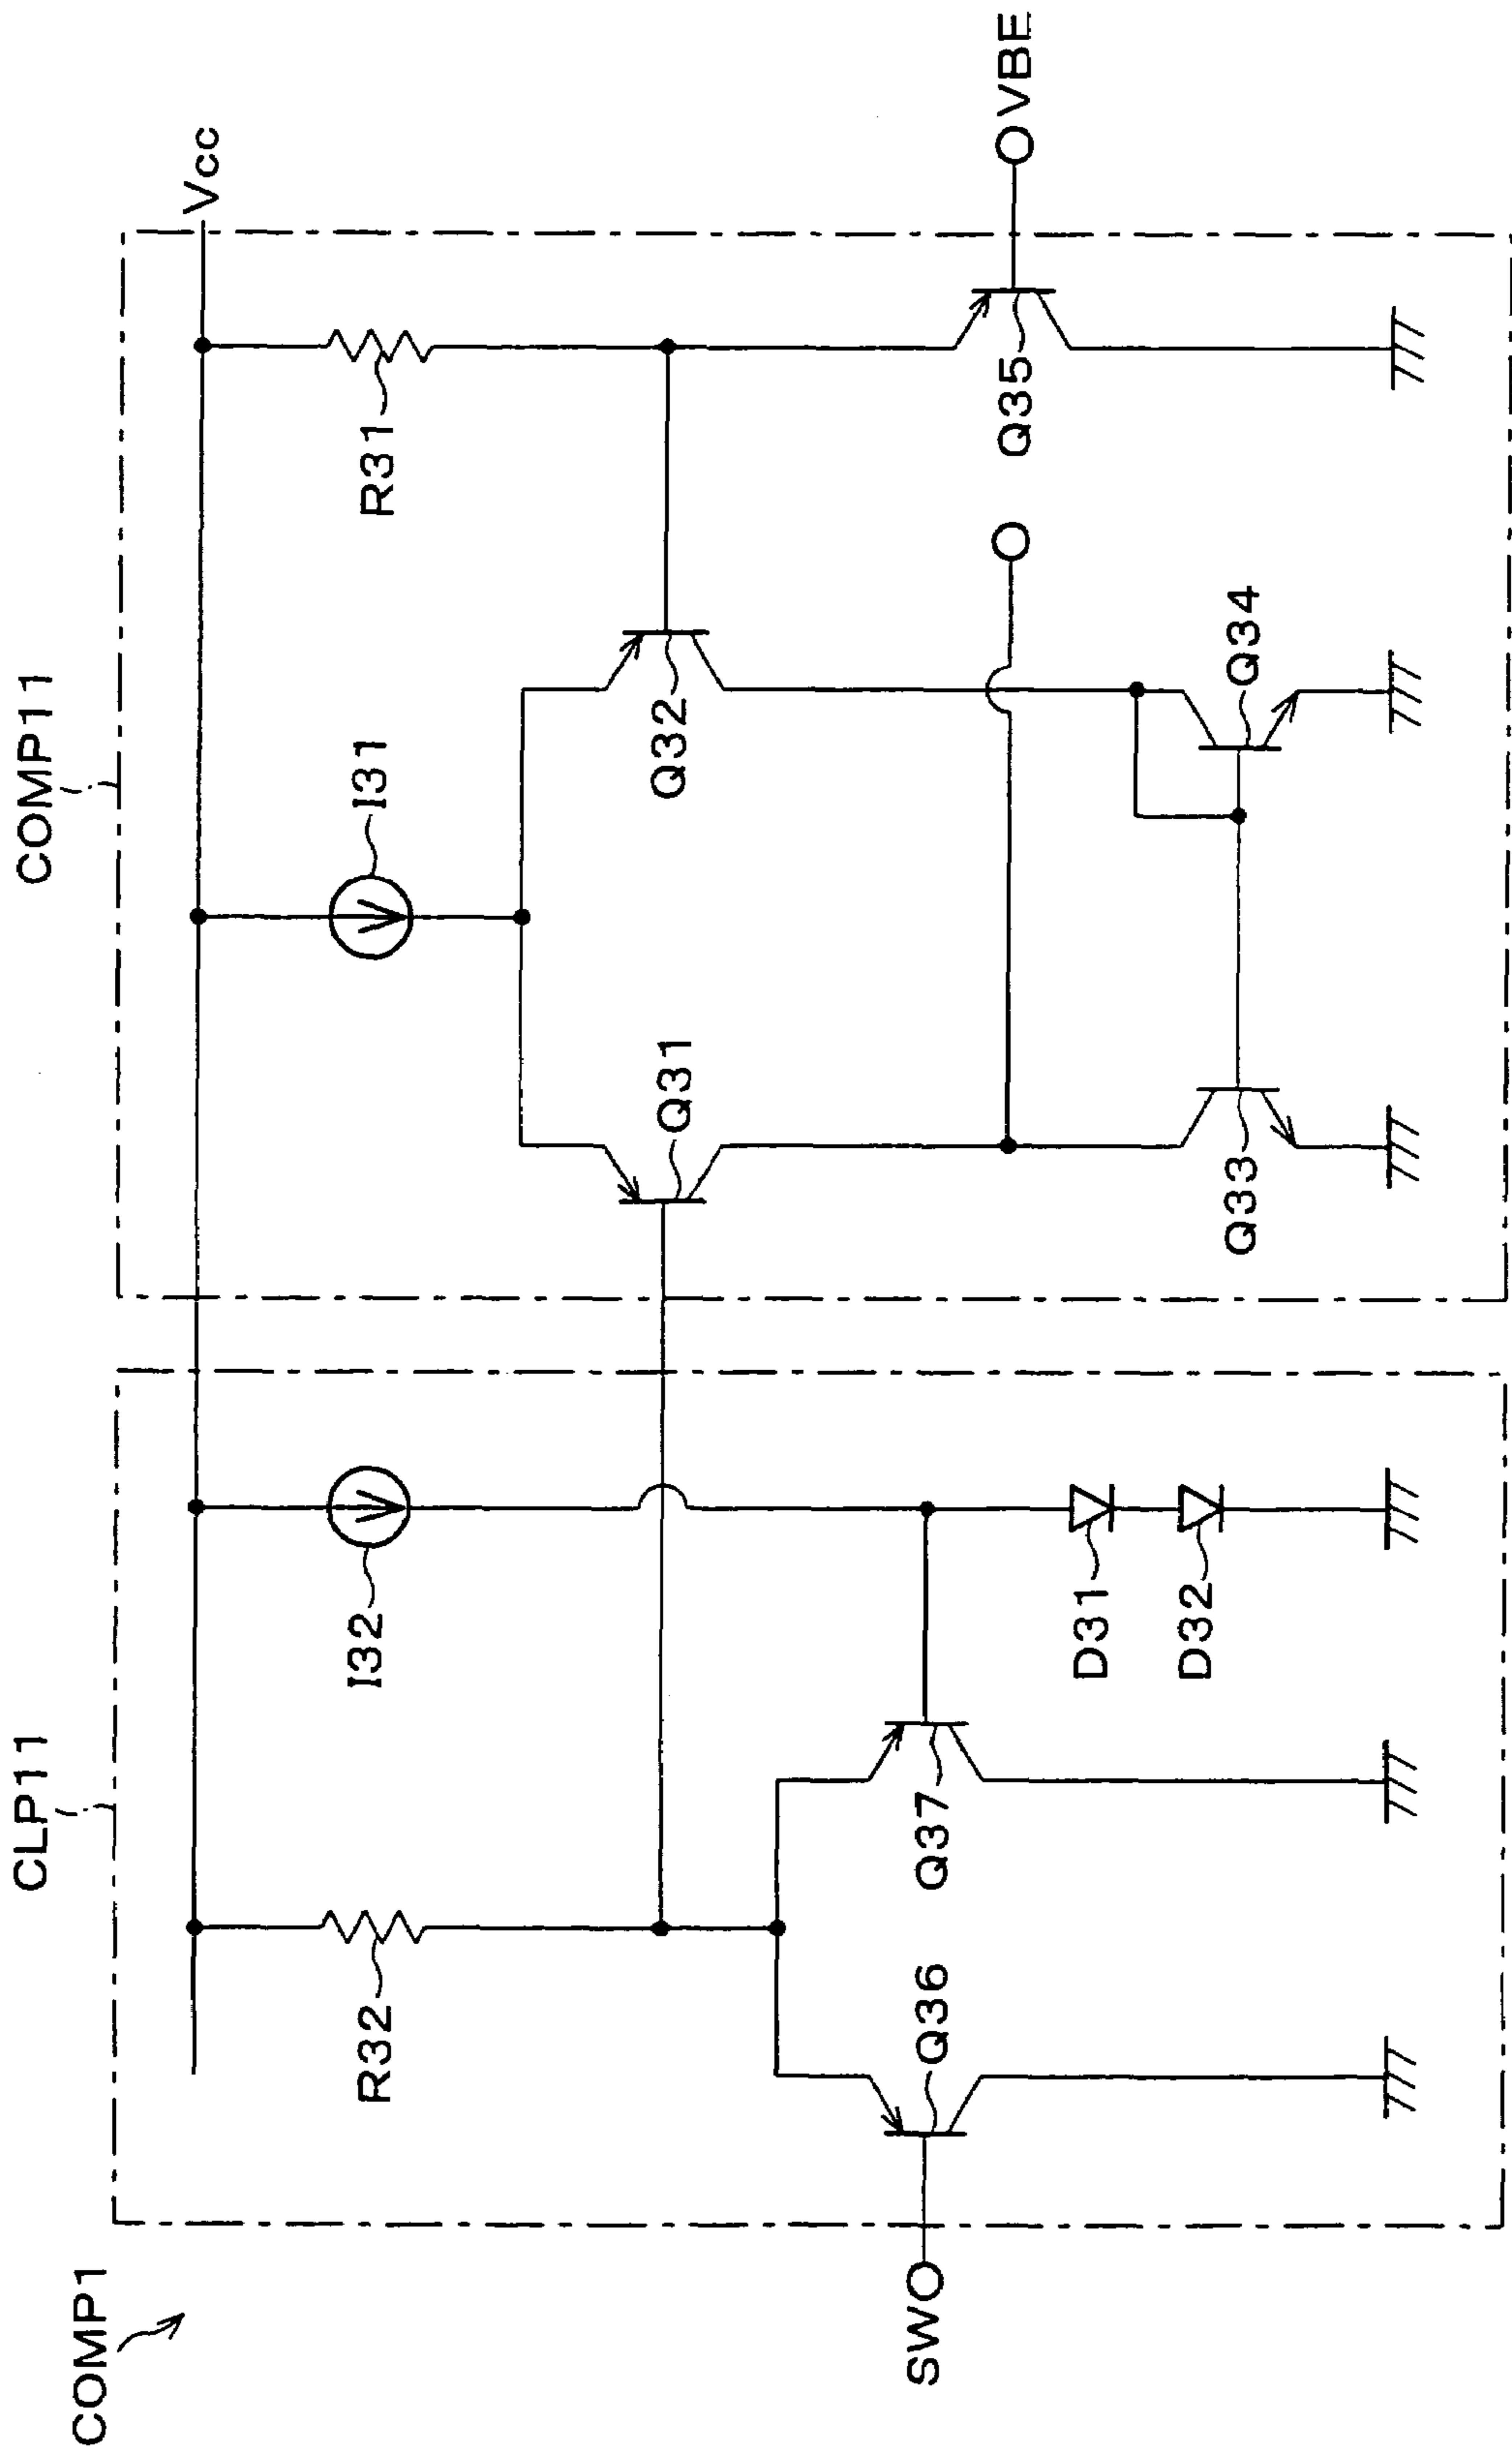 COMP1
CLP11
COMP11
Vcc
R32
I32
I31
R31
Q31
Q32
SW
Q36
Q37
Q35
VBE
D31
D32
Q33
Q34